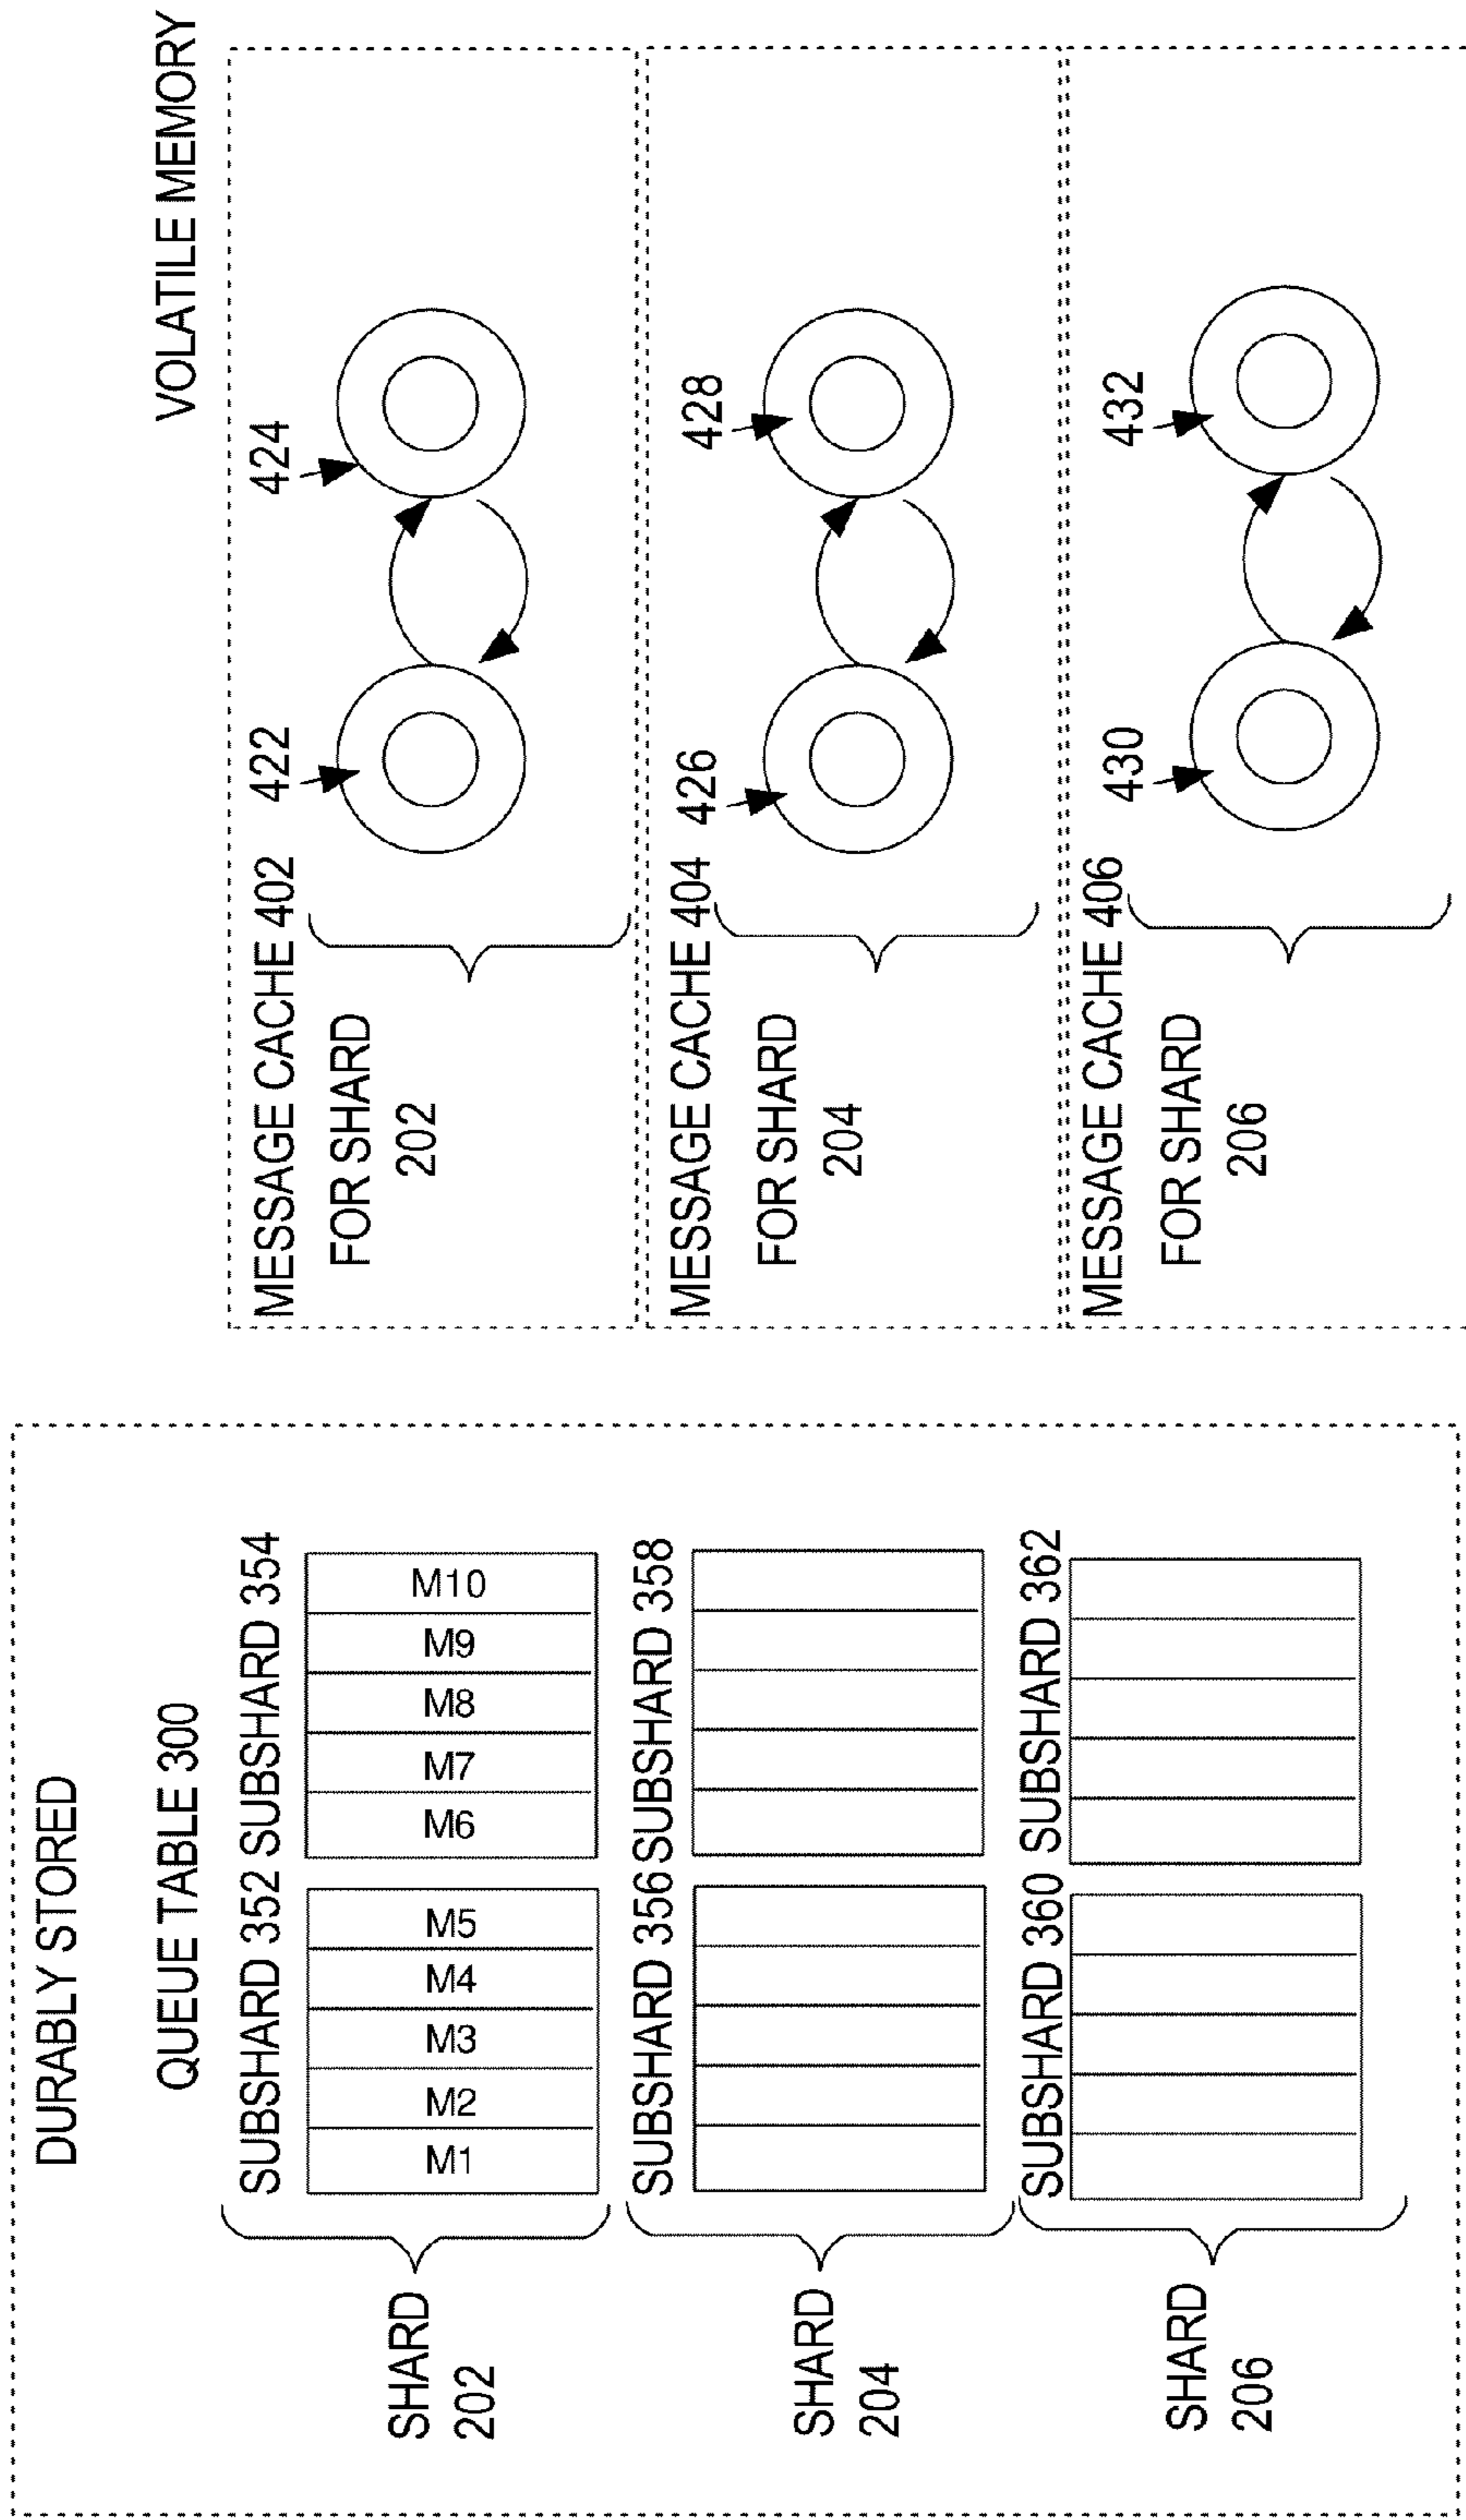 DURABLY STORED
QUEUE TABLE 300
SUBSHARD 352 SUBSHARD 354
M1 M2 M3 M4 M5 M6 M7 M8 M9 M10
SHARD
202
SUBSHARD 356 SUBSHARD 358
SHARD
204
SUBSHARD 360 SUBSHARD 362
SHARD
206
VOLATILE MEMORY
MESSAGE CACHE 402
422
424
FOR SHARD
202
MESSAGE CACHE 404
426
428
FOR SHARD
204
MESSAGE CACHE 406
430
432
FOR SHARD
206